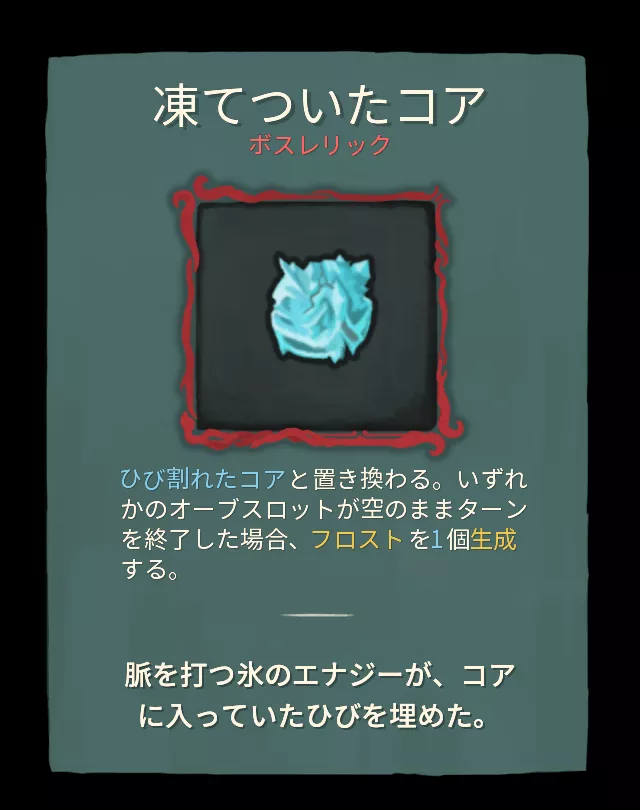 凍てついたコア
ボスレリック
ひび割れたコアと置き換わる。いずれ
かのオーブスロットが空のままターン
を終了した場合、フロストを1個生成
する。
脈を打つ氷のエナジーが、コア
に入っていたひびを埋めた。